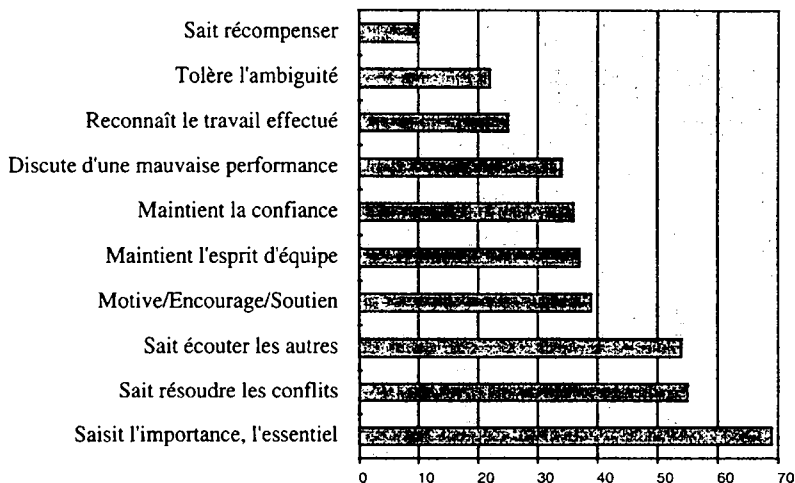 Sait récompenser
Tolère l'ambiguité
Reconnaît le travail effectué
Discute d'une mauvaise performance
Maintient la confiance
Maintient l'esprit d'équipe
Motive/Encourage/Soutien
Sait écouter les autres
Sait résoudre les conflits
Saisit l'importance, l'essentiel
0 10 20 30 40 50 60 70